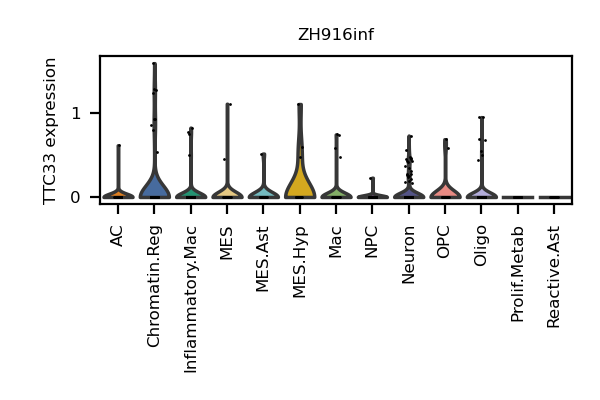 ZH916inf
TTC33 expression
1
0
AC
Chromatin.Reg
Inflammatory.Mac
MES
MES.Ast
MES.Hyp
Mac
NPC
Neuron
OPC
Oligo
Prolif.Metab
Reactive.Ast